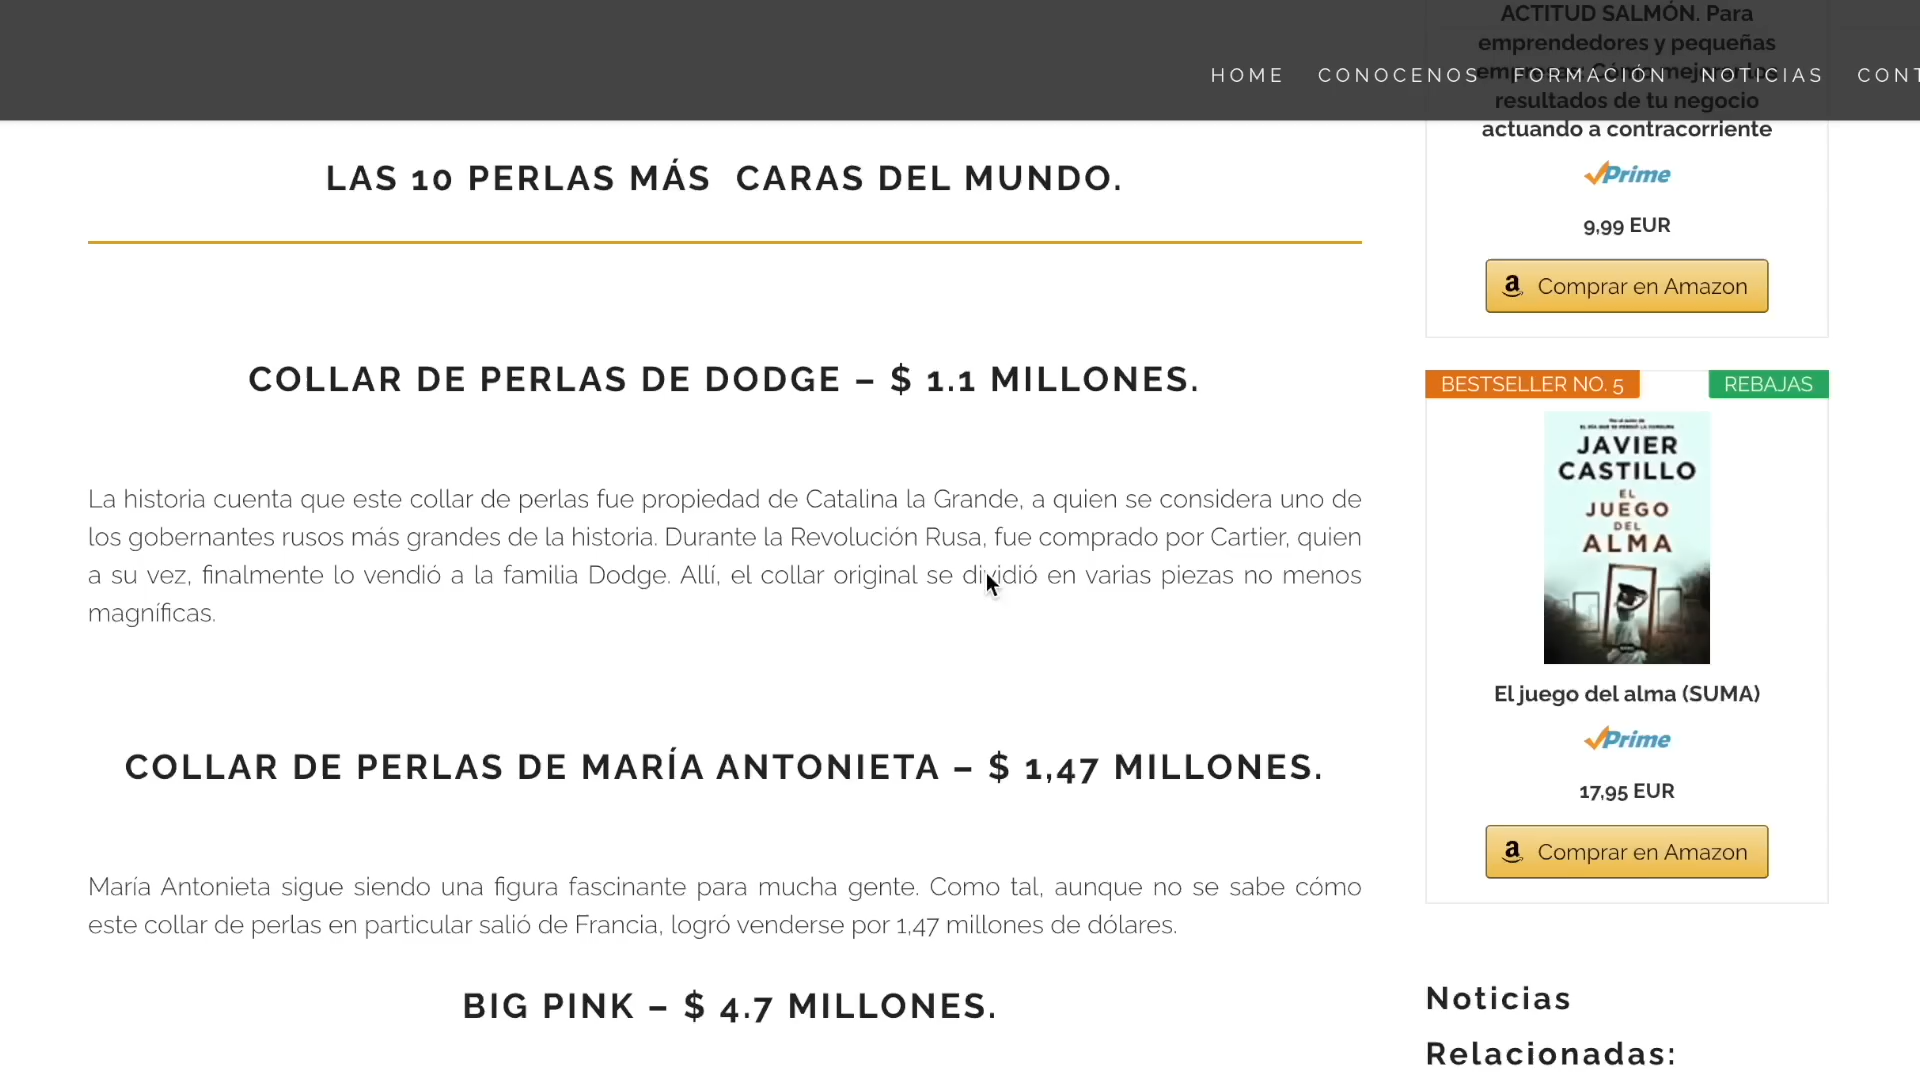 HOME CONOCENOS FORMACIÓN NOTICIAS CONT
LAS 10 PERLAS MÁS CARAS DEL MUNDO.
COLLAR DE PERLAS DE DODGE – $ 1.1 MILLONES.
La historia cuenta que este collar de perlas fue propiedad de Catalina la Grande, a quien se considera uno de
los gobernantes rusos más grandes de la historia. Durante la Revolución Rusa, fue comprado por Cartier, quien
a su vez, finalmente lo vendió a la familia Dodge. Allí, el collar original se dividió en varias piezas no menos
magníficas.
COLLAR DE PERLAS DE MARÍA ANTONIETA – $ 1,47 MILLONES.
María Antonieta sigue siendo una figura fascinante para mucha gente. Como tal, aunque no se sabe cómo
este collar de perlas en particular salió de Francia, logró venderse por 1,47 millones de dólares.
BIG PINK – $ 4.7 MILLONES.
ACTITUD SALMÓN. Para
emprendedores y pequeñas
resultados de tu negocio
actuando a contracorriente
Prime
9,99 EUR
Comprar en Amazon
BESTSELLER NO. 5 REBAJAS
JAVIER
CASTILLO
EL
JUEGO
DEL
ALMA
El juego del alma (SUMA)
Prime
17,95 EUR
Comprar en Amazon
Noticias
Relacionadas: